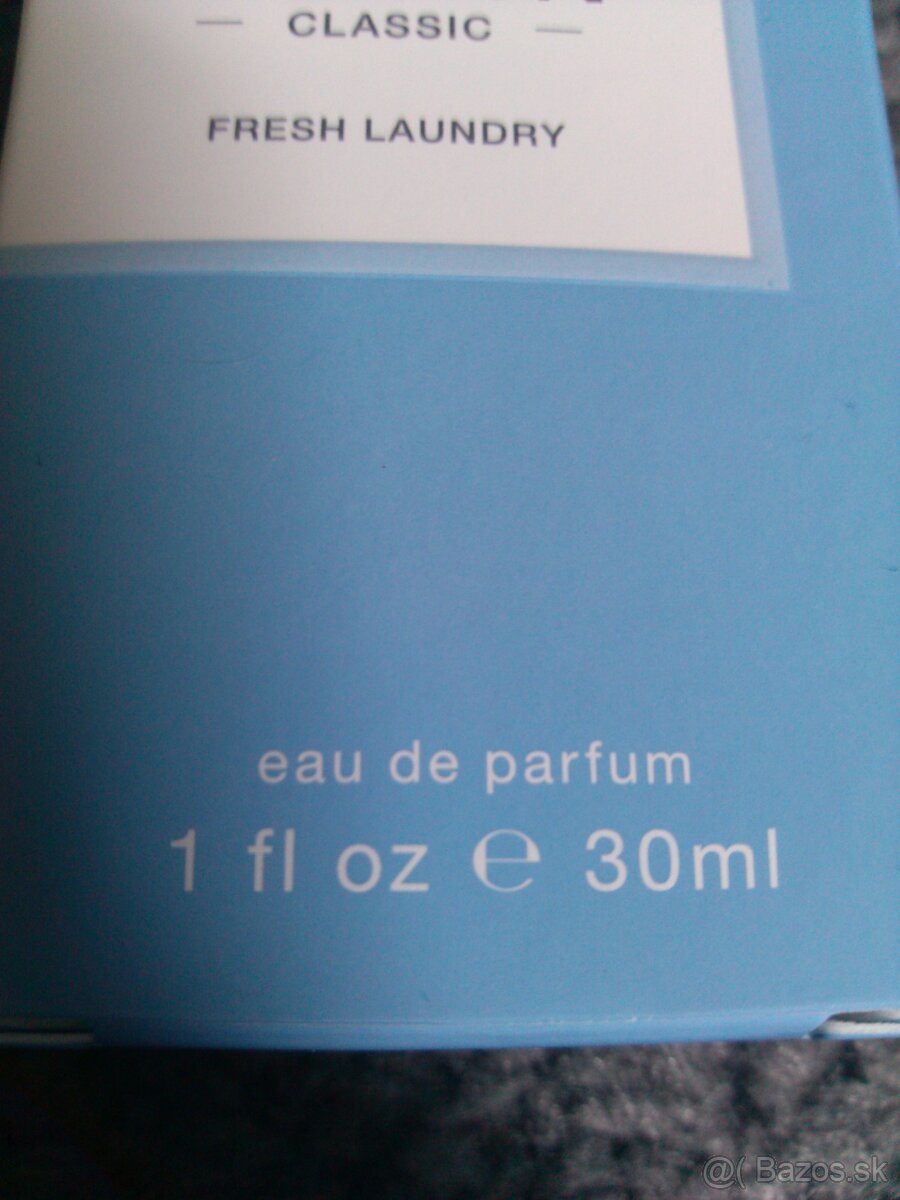 — CLASSIC —
FRESH LAUNDRY
eau de parfum
1 fl oz ℮ 30ml
@( Bazos.sk